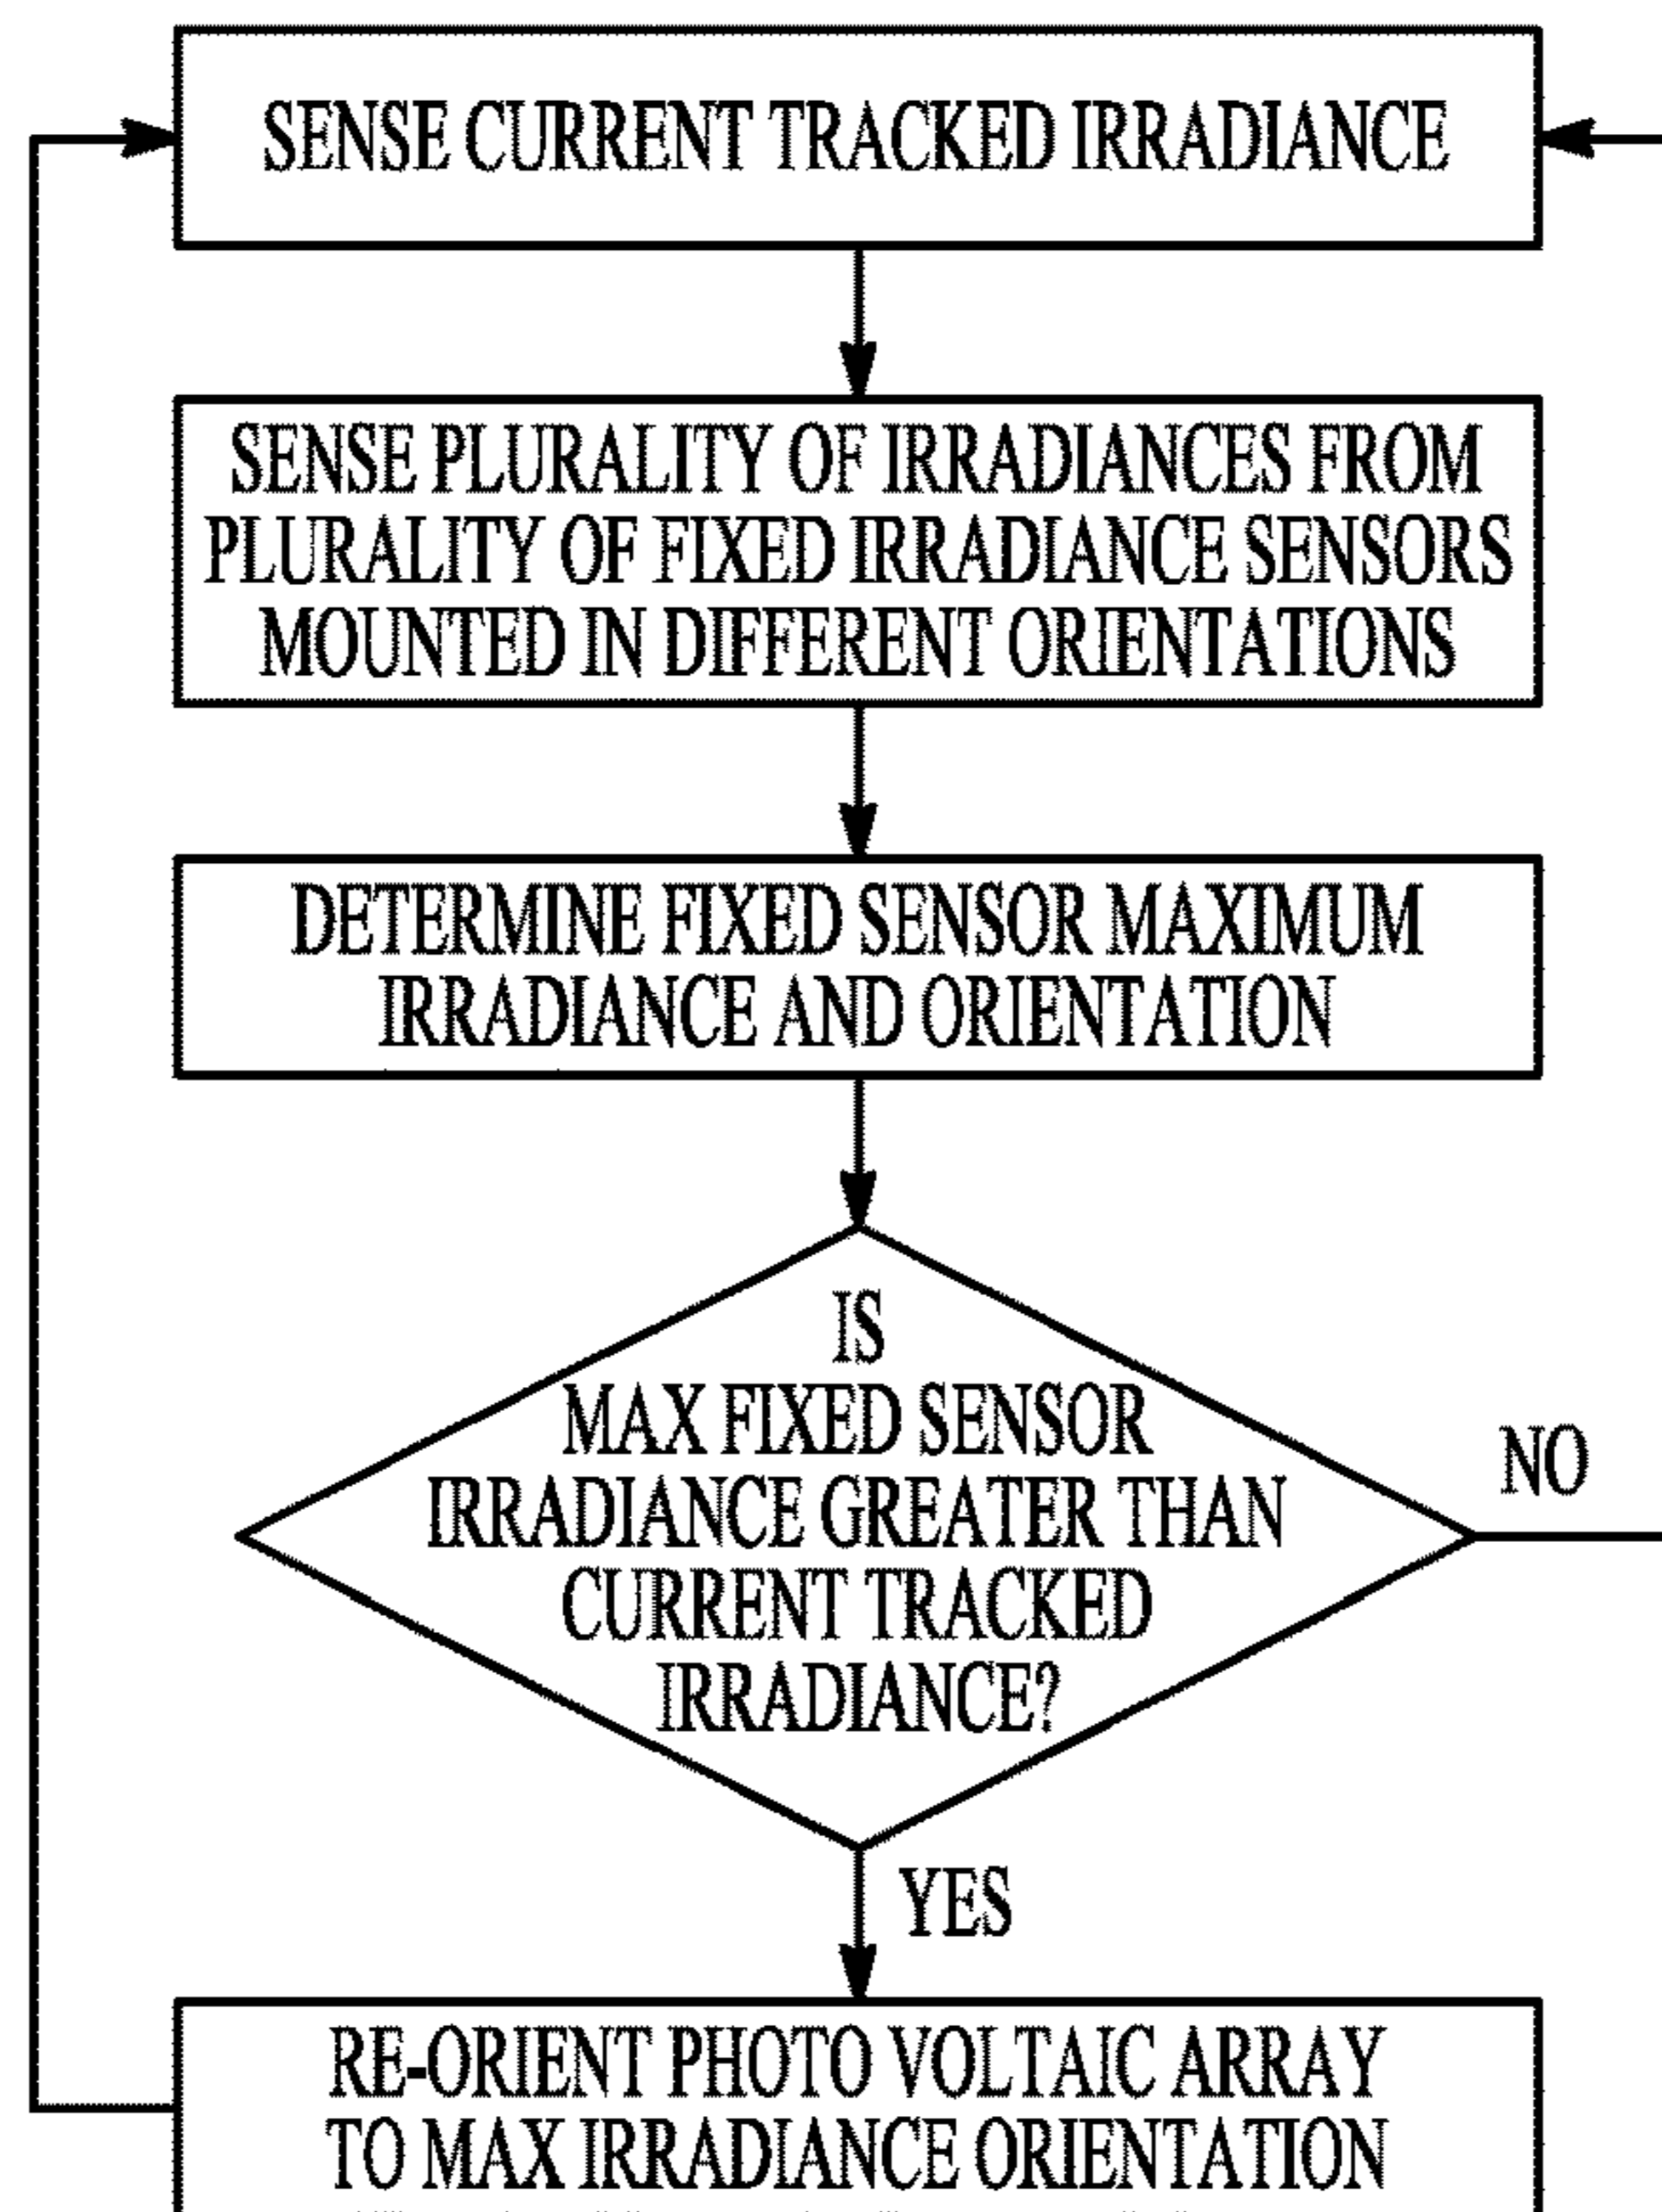 SENSE CURRENT TRACKED IRRADIANCE
SENSE PLURALITY OF IRRADIANCES FROM
PLURALITY OF FIXED IRRADIANCE SENSORS
MOUNTED IN DIFFERENT ORIENTATIONS
DETERMINE FIXED SENSOR MAXIMUM
IRRADIANCE AND ORIENTATION
IS
MAX FIXED SENSOR
IRRADIANCE GREATER THAN
CURRENT TRACKED
IRRADIANCE?
NO
YES
RE-ORIENT PHOTO VOLTAIC ARRAY
TO MAX IRRADIANCE ORIENTATION